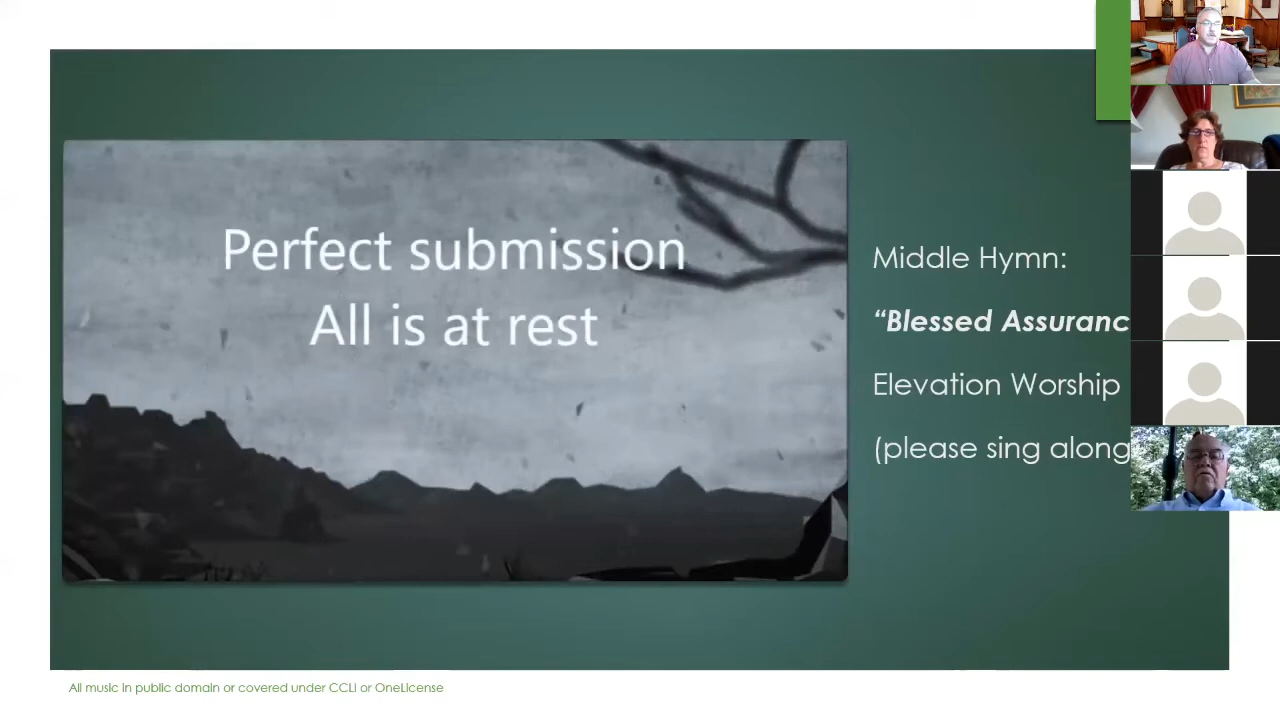 Perfect submission
All is at rest
Middle Hymn:
“Blessed Assuranc
Elevation Worship
(please sing along
All music in public domain or covered under CCLI or OneLicense